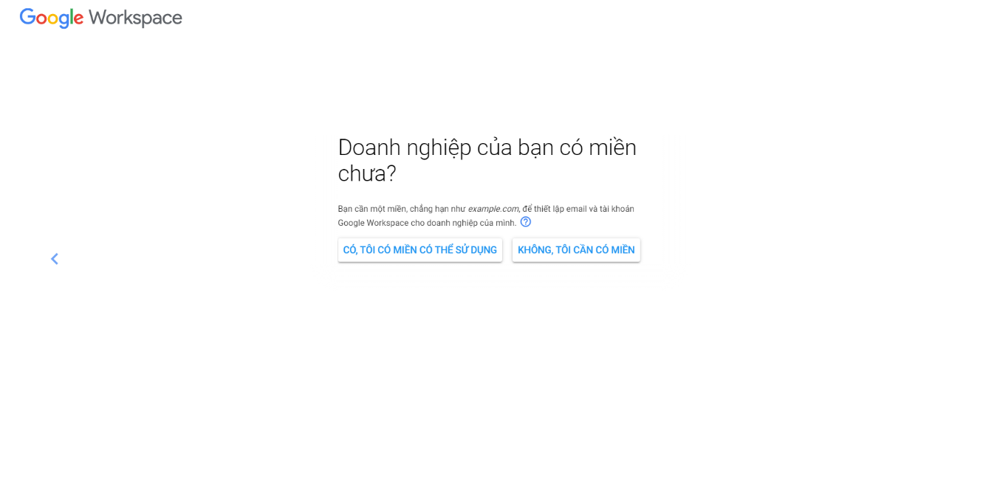 Google Workspace
Doanh nghiệp của bạn có miền
chưa?
Bạn cần một miền, chẳng hạn như example.com, để thiết lập email và tài khoản
Google Workspace cho doanh nghiệp của mình.
CÓ, TÔI CÓ MIỀN CÓ THỂ SỬ DỤNG
KHÔNG, TÔI CẦN CÓ MIỀN